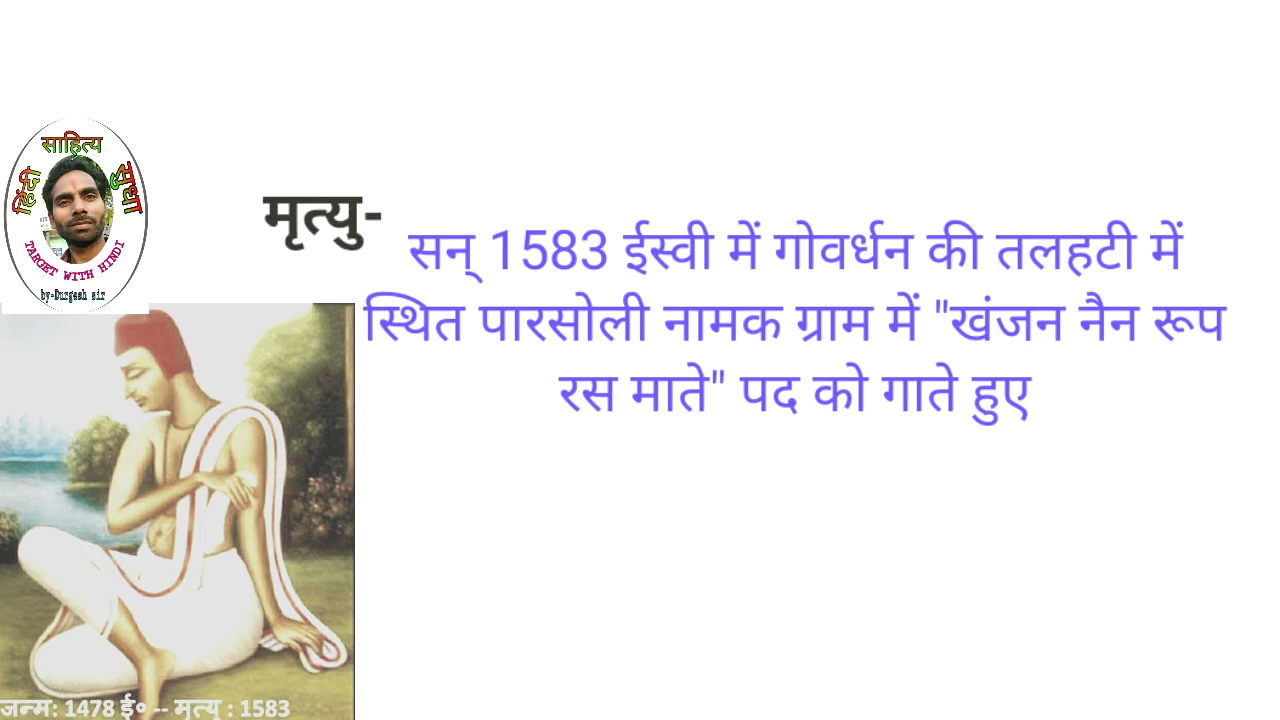 साहित्य
हिंदी
सुधा
TARGET WITH HINDI
by-Durgesh sir
मृत्यु-
सन् 1583 ईस्वी में गोवर्धन की तलहटी में
स्थित पारसोली नामक ग्राम में "खंजन नैन रूप
रस माते" पद को गाते हुए
जन्म: 1478 ई० -- मृत्यु : 1583